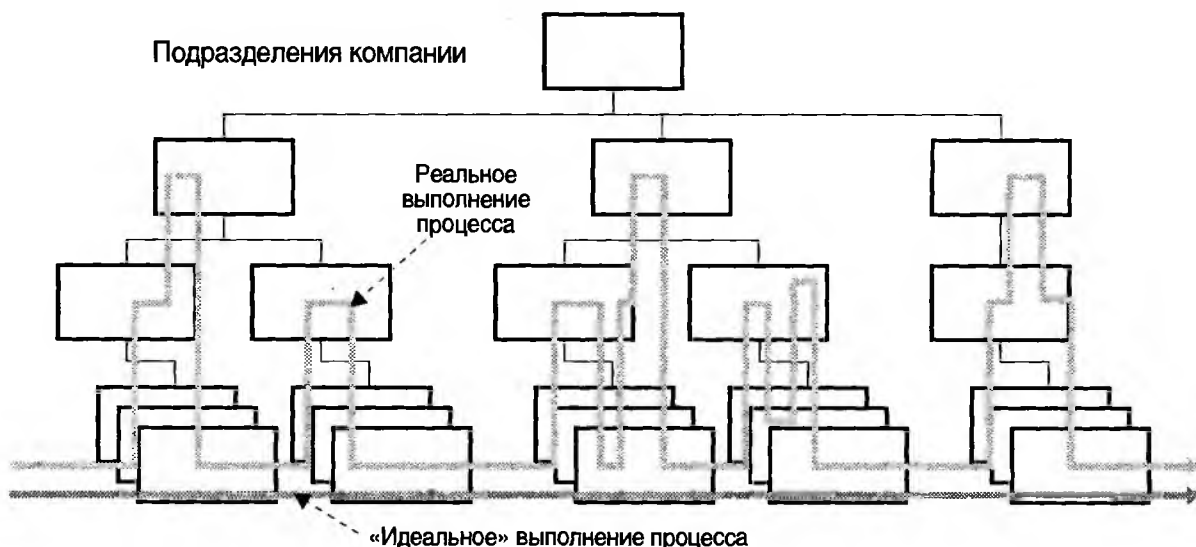 Подразделения компании
Реальное
выполнение
процесса
«Идеальное» выполнение процесса